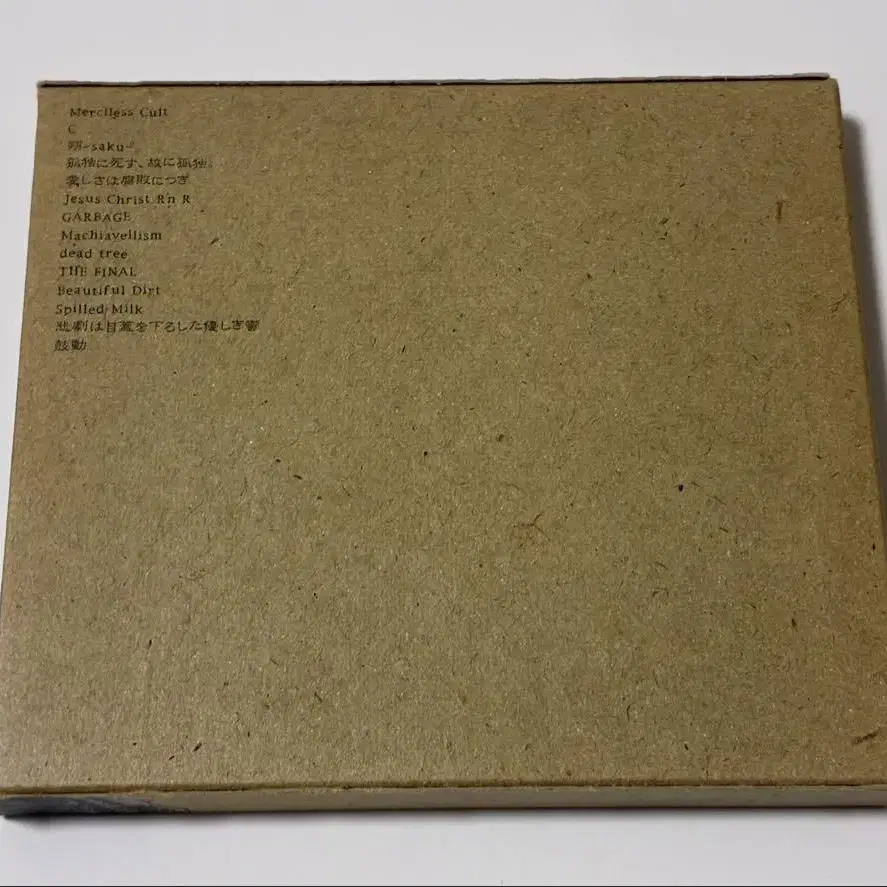 Merciless Cult
C
朔-saku-
孤独に死す、故に孤独。
愛しさは腐敗につき
Jesus Christ R'n R
GARBAGE
Machiavellism
dead tree
THE FINAL
Beautiful Dirt
Spilled Milk
悲劇は目蓋を下ろした優しき鬱
鼓動